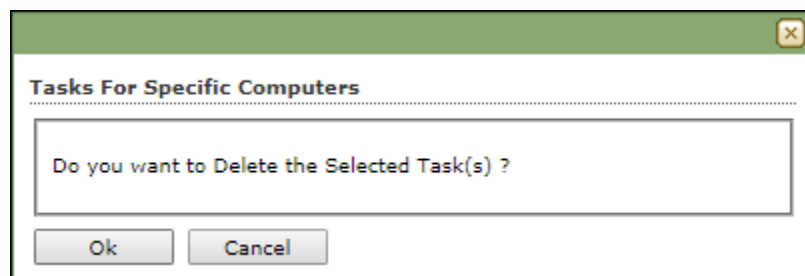 Tasks For Specific Computers
Do you want to Delete the Selected Task(s) ?
Ok Cancel